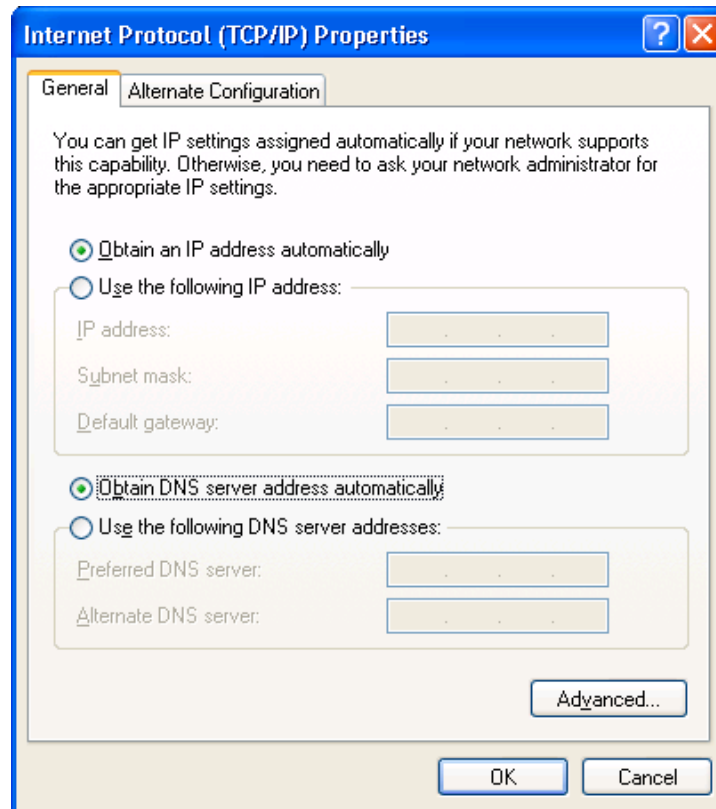 Internet Protocol (TCP/IP) Properties
General
Alternate Configuration
You can get IP settings assigned automatically if your network supports
this capability. Otherwise, you need to ask your network administrator for
the appropriate IP settings.
Obtain an IP address automatically
Use the following IP address:
IP address:
Subnet mask:
Default gateway:
Obtain DNS server address automatically
Use the following DNS server addresses:
Preferred DNS server:
Alternate DNS server:
Advanced...
OK
Cancel